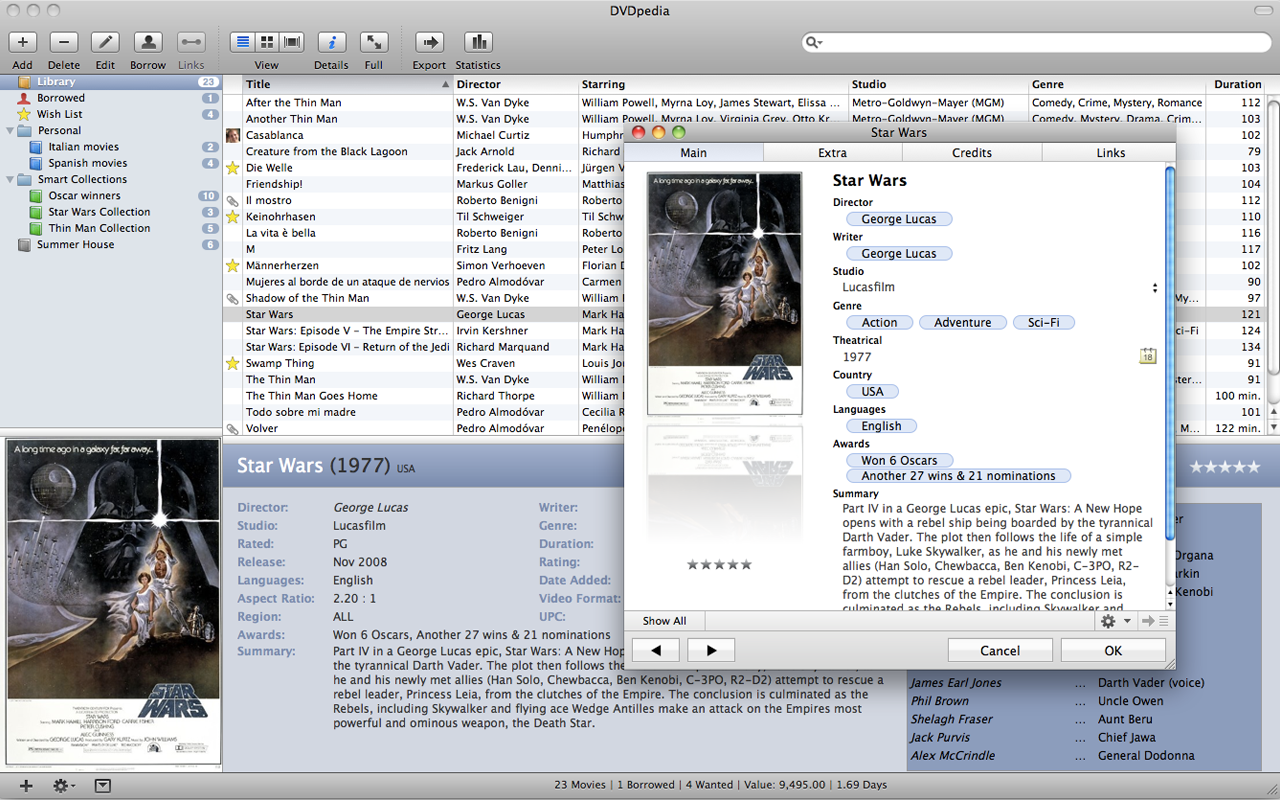 DVDpedia
Add Delete Edit Borrow Links View Details Full Export Statistics
Library 23
Borrowed 1
Wish List 4
Personal
Italian movies 2
Spanish movies 4
Smart Collections
Oscar winners 10
Star Wars Collection 3
Thin Man Collection 5
Summer House 6
Title Director Starring Studio Genre Duration
After the Thin Man W.S. Van Dyke William Powell, Myrna Loy, James Stewart, Elissa ... Metro-Goldwyn-Mayer (MGM) Comedy, Crime, Mystery, Romance 112
Another Thin Man W.S. Van Dyke William Powell, Myrna Loy, Virginia Grey, Otto Kr... Metro-Goldwyn-Mayer (MGM) Comedy, Mystery, Drama, Crim... 103
Casablanca Michael Curtiz Humphr 102
Creature from the Black Lagoon Jack Arnold Richard 79
Die Welle Frederick Lau, Denni... Jürgen V 103
Friendship! Markus Goller Matthias 104
Il mostro Roberto Benigni Roberto 112
Keinohrhasen Til Schweiger Til Schw 110
La vita è bella Roberto Benigni Roberto 116
M Fritz Lang Peter Lo 117
Männerherzen Simon Verhoeven Florian D 102
Mujeres al borde de un ataque de nervios Pedro Almodóvar Carmen 90
Shadow of the Thin Man W.S. Van Dyke William My... 97
Star Wars George Lucas Mark Ha 121
Star Wars: Episode V - The Empire Str... Irvin Kershner Mark Ha ci-Fi 124
Star Wars: Episode VI - Return of the Jedi Richard Marquand Mark Ha 134
Swamp Thing Wes Craven Louis Jo 91
The Thin Man W.S. Van Dyke William ster... 91
The Thin Man Goes Home Richard Thorpe William 100 min.
Todo sobre mi madre Pedro Almodóvar Cecilia R 101
Volver Pedro Almodóvar Penélope M... 122 min.
Star Wars
Main Extra Credits Links
A long time ago in a galaxy far, far away...
STAR WARS
Star Wars
Director
George Lucas
Writer
George Lucas
Studio
Lucasfilm
Genre
Action Adventure Sci-Fi
Theatrical
1977
18
Country
USA
Languages
English
Awards
Won 6 Oscars
Another 27 wins & 21 nominations
Summary
Part IV in a George Lucas epic, Star Wars: A New Hope
opens with a rebel ship being boarded by the tyrannical
Darth Vader. The plot then follows the life of a simple
farmboy, Luke Skywalker, as he and his newly met
allies (Han Solo, Chewbacca, Ben Kenobi, C-3PO, R2-
D2) attempt to rescue a rebel leader, Princess Leia,
from the clutches of the Empire. The conclusion is
culminated as the Rebels, including Skywalker and
Show All
Cancel OK
A long time ago in a galaxy far, far away...
STAR WARS
Star Wars (1977) USA
Director: George Lucas Writer:
Studio: Lucasfilm Genre:
Rated: PG Duration:
Release: Nov 2008 Rating:
Languages: English Date Added:
Aspect Ratio: 2.20 : 1 Video Format:
Region: ALL UPC:
Awards: Won 6 Oscars, Another 27 wins & 21 nominations
Summary: Part IV in a George Lucas epic, Star Wars: A New Hop
the tyrannical Darth Vader. The plot then follows the
he and his newly met allies (Han Solo, Chewbacca, Ben Kenobi, C-3PO, R2-D2) attempt to rescue a
rebel leader, Princess Leia, from the clutches of the Empire. The conclusion is culminated as the
Rebels, including Skywalker and flying ace Wedge Antilles make an attack on the Empires most
powerful and ominous weapon, the Death Star.
er
Organa
arkin
Kenobi
James Earl Jones ... Darth Vader (voice)
Phil Brown ... Uncle Owen
Shelagh Fraser ... Aunt Beru
Jack Purvis ... Chief Jawa
Alex McCrindle ... General Dodonna
23 Movies | 1 Borrowed | 4 Wanted | Value: 9,495.00 | 1.69 Days